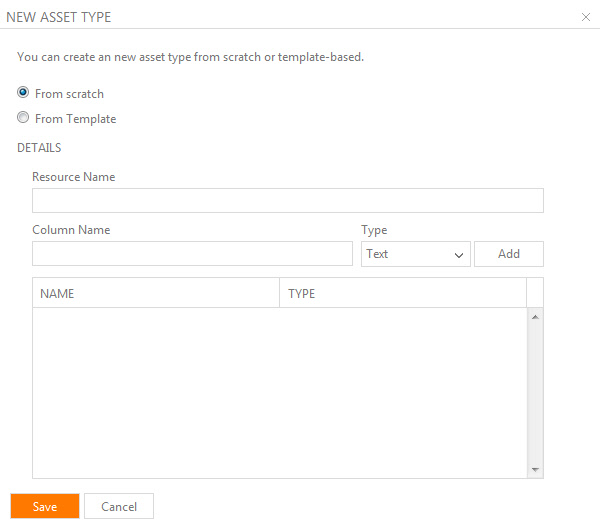 NEW ASSET TYPE
You can create an new asset type from scratch or template-based.
From scratch
From Template
DETAILS
Resource Name
Column Name Type
Text Add
NAME TYPE
Save Cancel